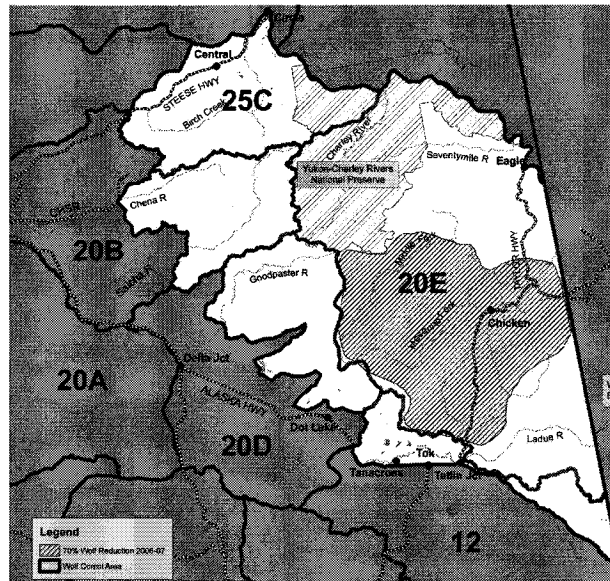 Circle
Central
STEESE HWY
Birch Creek
25C
Charley River
Seventymile R
Eagle
Yukon-Charley Rivers
National Preserve
Chena R
20B
TAYLOR HWY
Goodpaster R
20E
Chicken
Delta Jct
20A
ALASKA HWY
Dot Lake
20D
Ladue R
Tok
Tanacross
Tetlin Jct
12
Legend
70% Wolf Reduction 2006-07
Wolf Control Area